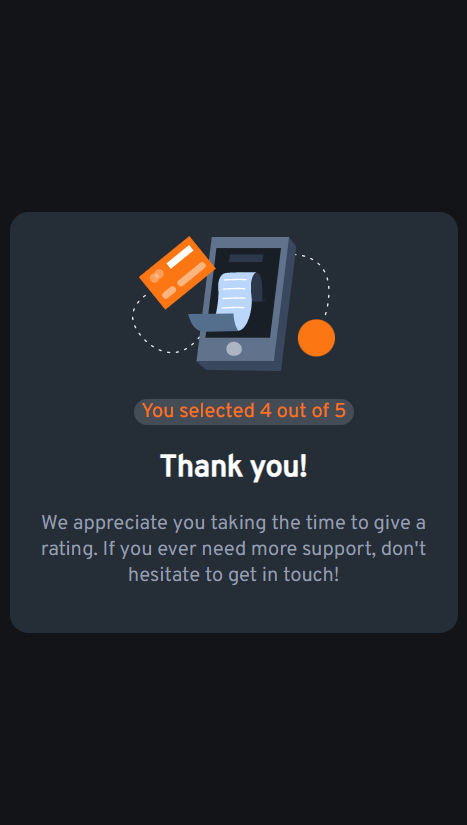 You selected 4 out of 5
Thank you!
We appreciate you taking the time to give a
rating. If you ever need more support, don't
hesitate to get in touch!